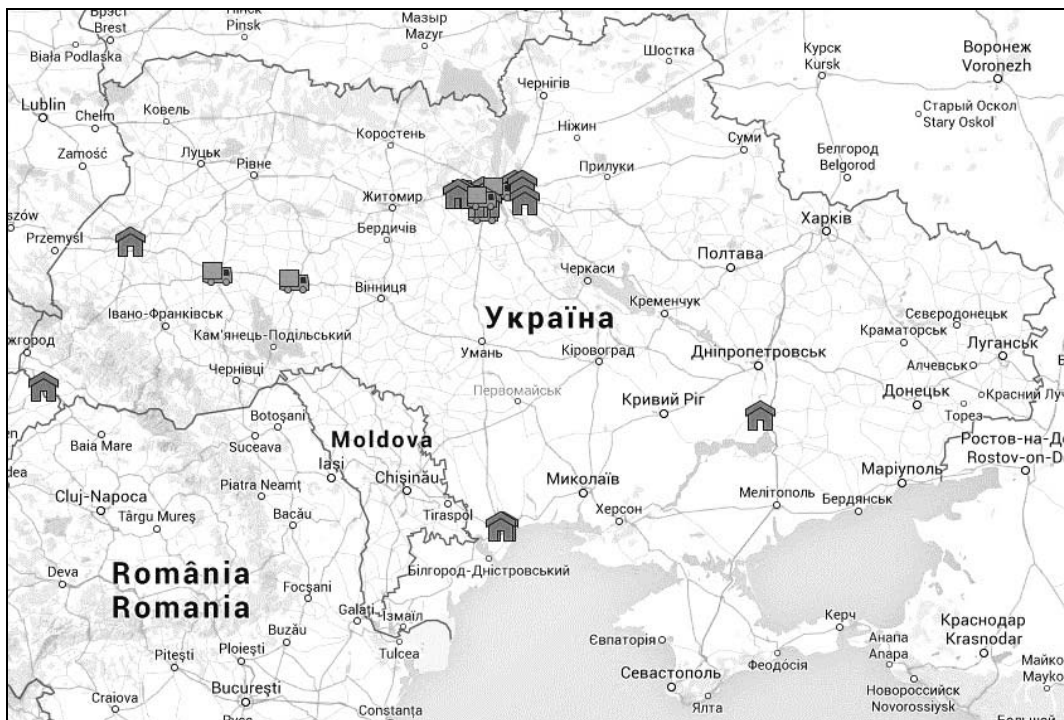 Брэст
Brest
Пинск
Pinsk
Мазыр
Mazyr
Biała Podlaska
Шостка
Курск
Kursk
Воронеж
Voronezh
Lublin
Chełm
Ковель
Чернігів
Старый Оскол
Stary Oskol
Коростень
Ніжин
Zamość
Луцьк
Рівне
Прилуки
Суми
Белгород
Belgorod
Житомир
Бердичів
Харків
Przemyśl
Полтава
Черкаси
Вінниця
Кременчук
Івано-Франківськ
Україна
Сєвєродонецьк
Краматорськ
Кам'янець-Подільський
Умань
Кіровоград
Дніпропетровськ
Луганськ
Алчевськ
Чернівці
Первомайськ
Кривий Ріг
Донецьк
Красний Луч
Торез
Botoșani
Baia Mare
Suceava
Moldova
Ростов-на-Д
Rostov-on-D
Iași
Chișinău
Маріуполь
Cluj-Napoca
Piatra Neamț
Миколаїв
Мелітополь
Бердянськ
Târgu Mureș
Bacău
Tiraspol
Херсон
Білгород-Дністровський
Deva
România
Romania
Focșani
Galați
Ізмаїл
Buzău
Tulcea
Керч
Євпаторія
Анапа
Anapa
Краснодар
Krasnodar
Pitești
Ploiești
Феодосія
Севастополь
București
Craiova
Ялта
Новороссийск
Novorossiysk
Constanța